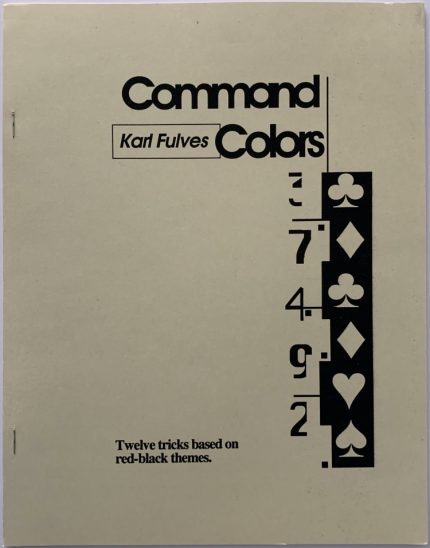 Command
Karl Fulves Colors
3
7
4
9
2
Twelve tricks based on
red-black themes.